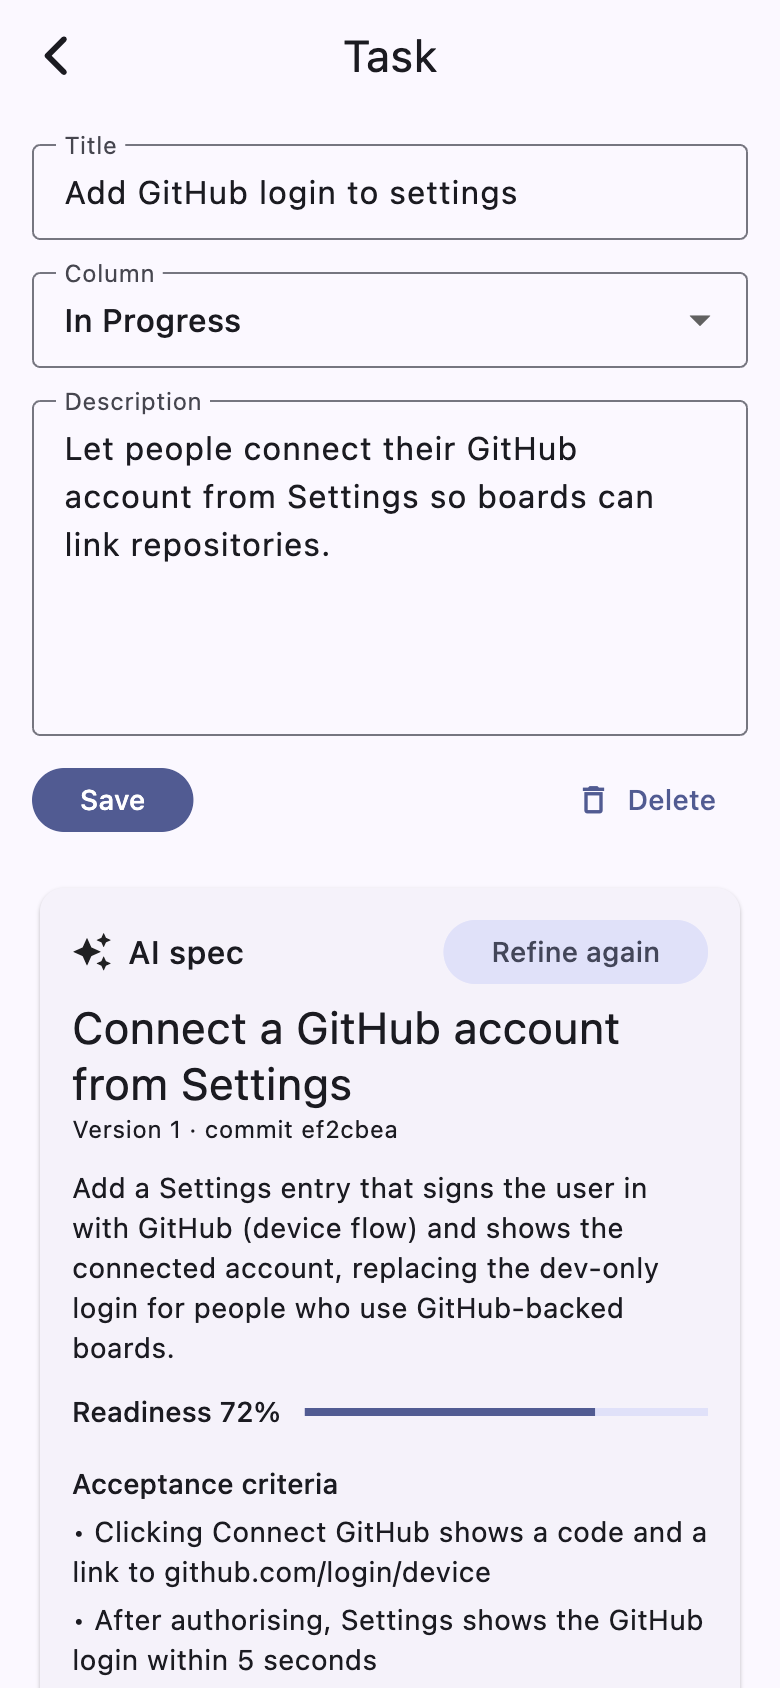 Task
Title
Add GitHub login to settings
Column
In Progress
Description
Let people connect their GitHub
account from Settings so boards can
link repositories.
Save
Delete
AI spec
Refine again
Connect a GitHub account
from Settings
Version 1 · commit ef2cbea
Add a Settings entry that signs the user in
with GitHub (device flow) and shows the
connected account, replacing the dev-only
login for people who use GitHub-backed
boards.
Readiness 72%
Acceptance criteria
• Clicking Connect GitHub shows a code and a
link to github.com/login/device
• After authorising, Settings shows the GitHub
login within 5 seconds